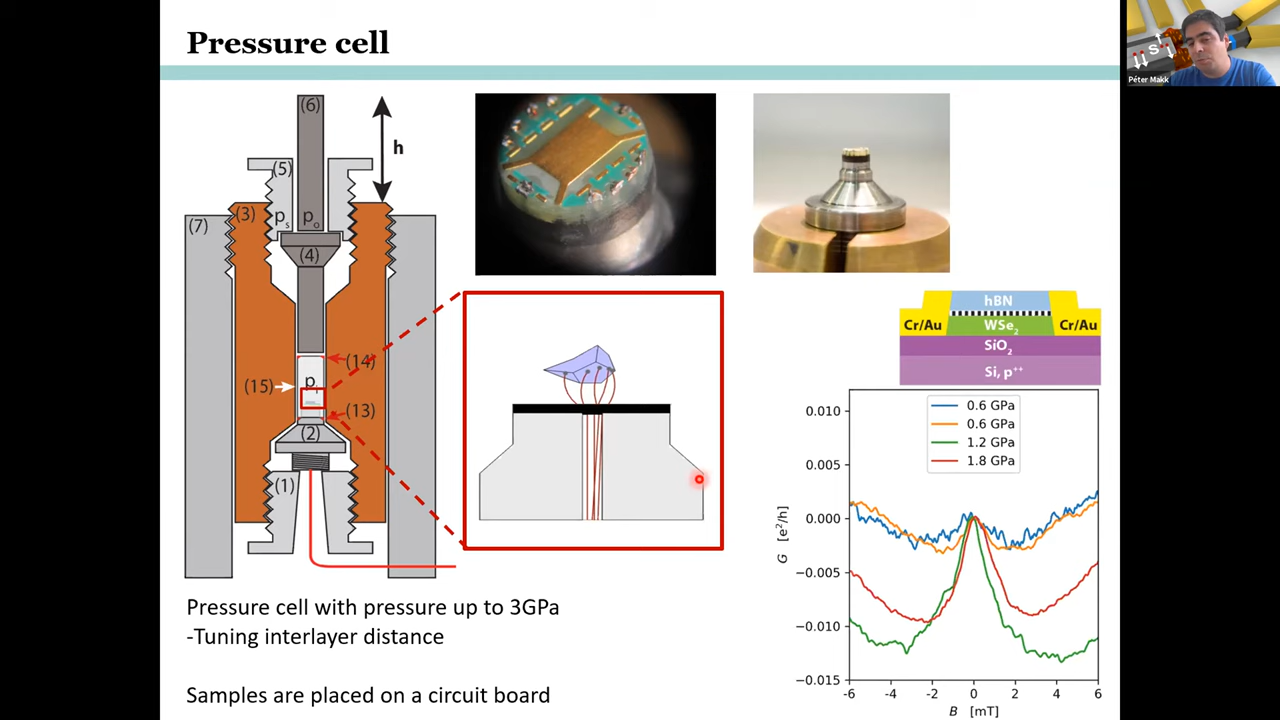 Pressure cell
Péter Makk
S
(6)
h
(5)
(3)
(7)
ps
po
(4)
(14)
(15)
p
(13)
(2)
(1)
hBN
Cr/Au
WSe2
Cr/Au
SiO2
Si, p++
0.6 GPa
0.6 GPa
1.2 GPa
1.8 GPa
0.010
0.005
0.000
−0.005
−0.010
−0.015
G [e²/h]
-6 -4 -2 0 2 4 6
B [mT]
Pressure cell with pressure up to 3GPa
-Tuning interlayer distance
Samples are placed on a circuit board